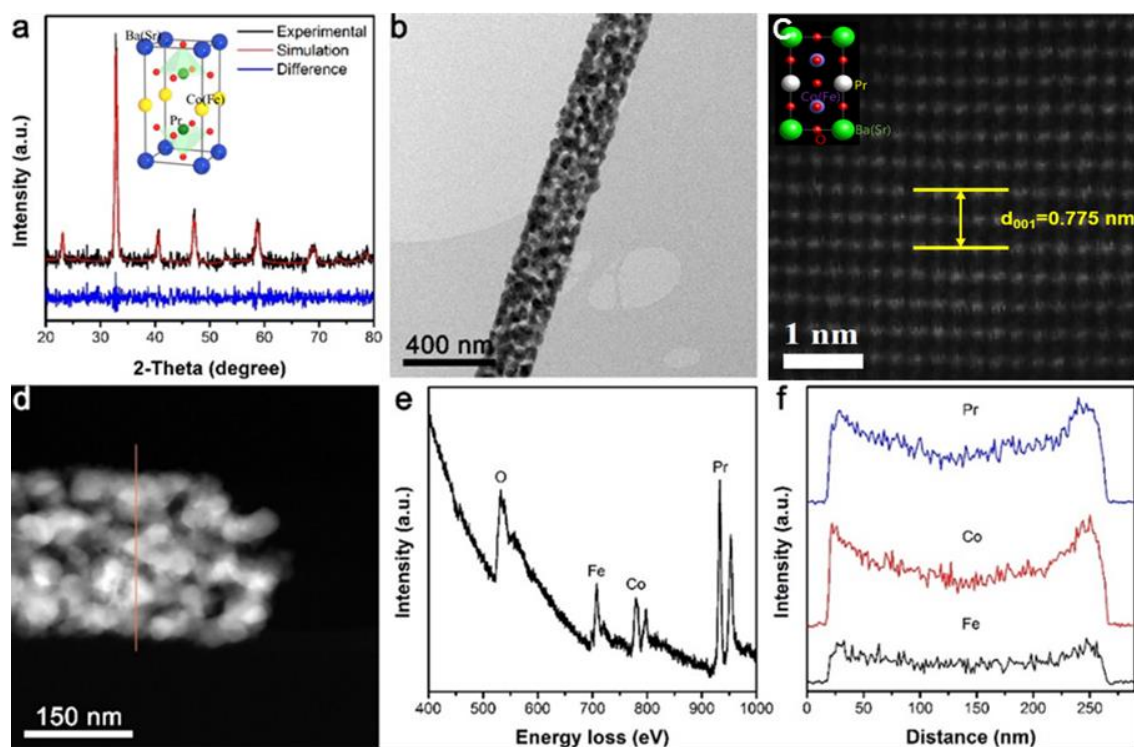 a
Ba(Sr)
Co(Fe)
Pr
Experimental
Simulation
Difference
Intensity (a.u.)
20 30 40 50 60 70 80
2-Theta (degree)
b
400 nm
c
Pr
Co(Fe)
Ba(Sr)
O
d001=0.775 nm
1 nm
d
150 nm
e
O
Fe
Co
Pr
Intensity (a.u.)
400 500 600 700 800 900 1000
Energy loss (eV)
f
Pr
Co
Fe
Intensity (a.u.)
0 50 100 150 200 250
Distance (nm)